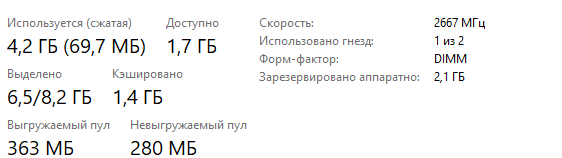 Используется (сжатая) Доступно
4,2 ГБ (69,7 МБ) 1,7 ГБ
Выделено Кэшировано
6,5/8,2 ГБ 1,4 ГБ
Выгружаемый пул Невыгружаемый пул
363 МБ 280 МБ
Скорость: 2667 МГц
Использовано гнезд: 1 из 2
Форм-фактор: DIMM
Зарезервировано аппаратно: 2,1 ГБ